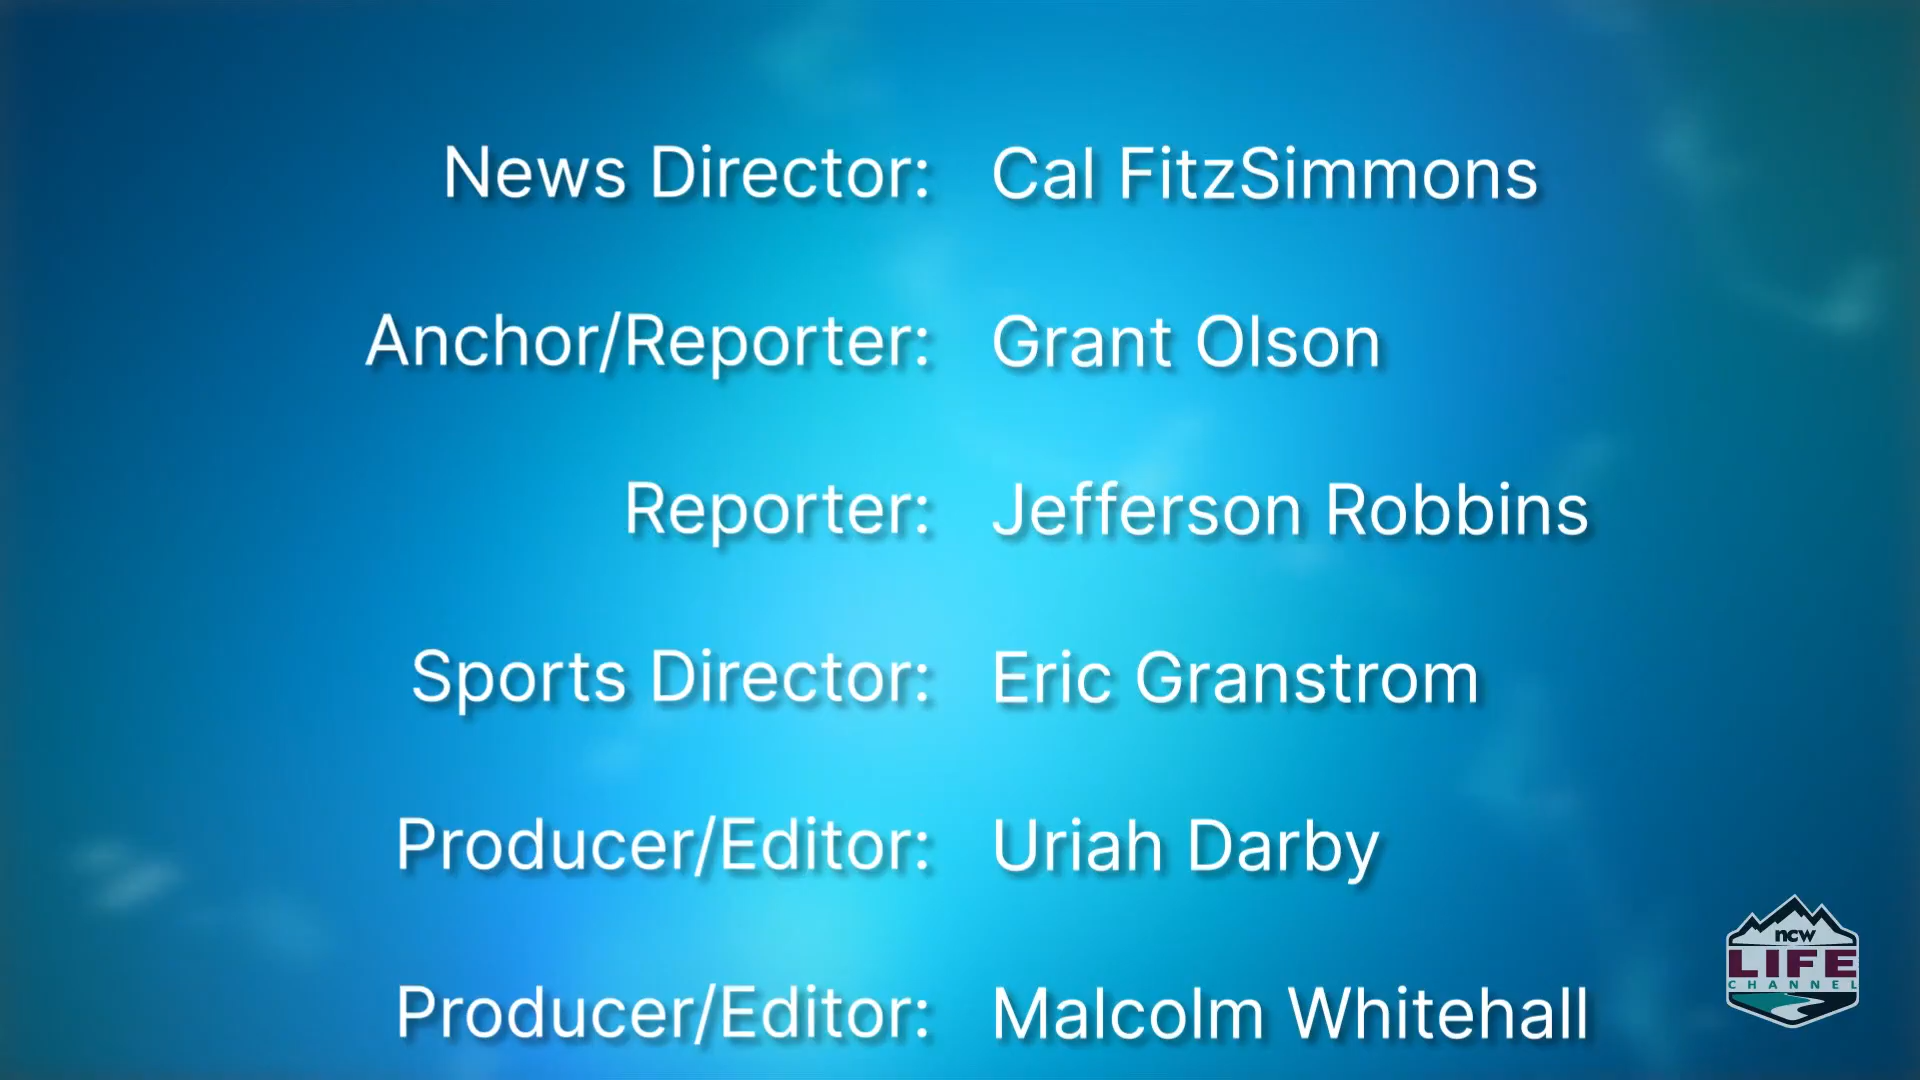 News Director: Cal FitzSimmons
Anchor/Reporter: Grant Olson
Reporter: Jefferson Robbins
Sports Director: Eric Granstrom
Producer/Editor: Uriah Darby
Producer/Editor: Malcolm Whitehall
ncw
LIFE
CHANNEL